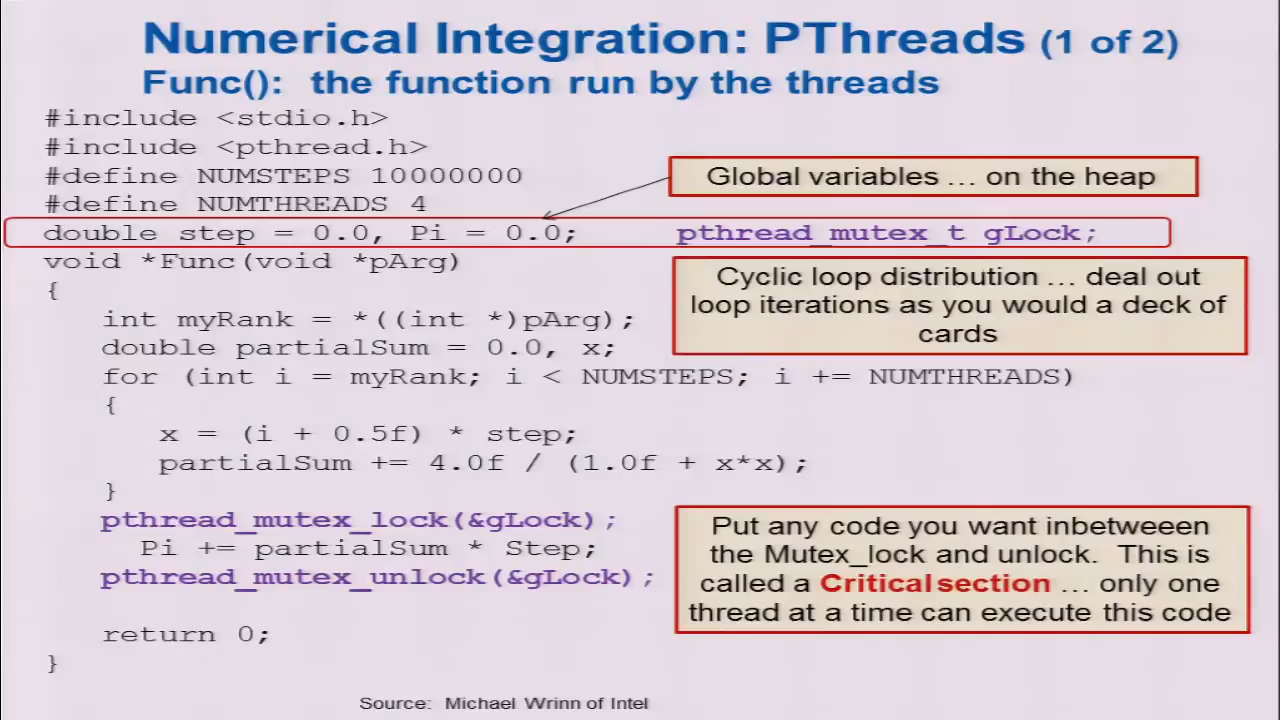 Numerical Integration: PThreads (1 of 2)
Func(): the function run by the threads
#include <stdio.h>
#include <pthread.h>
#define NUMSTEPS 10000000
#define NUMTHREADS 4
Global variables … on the heap
double step = 0.0, Pi = 0.0; pthread_mutex_t gLock;
void *Func(void *pArg)
{
Cyclic loop distribution … deal out
loop iterations as you would a deck of
cards
int myRank = *((int *)pArg);
double partialSum = 0.0, x;
for (int i = myRank; i < NUMSTEPS; i += NUMTHREADS)
{
x = (i + 0.5f) * step;
partialSum += 4.0f / (1.0f + x*x);
}
pthread_mutex_lock(&gLock);
Pi += partialSum * Step;
pthread_mutex_unlock(&gLock);
Put any code you want inbetweeen
the Mutex_lock and unlock. This is
called a Critical section … only one
thread at a time can execute this code
return 0;
}
Source: Michael Wrinn of Intel